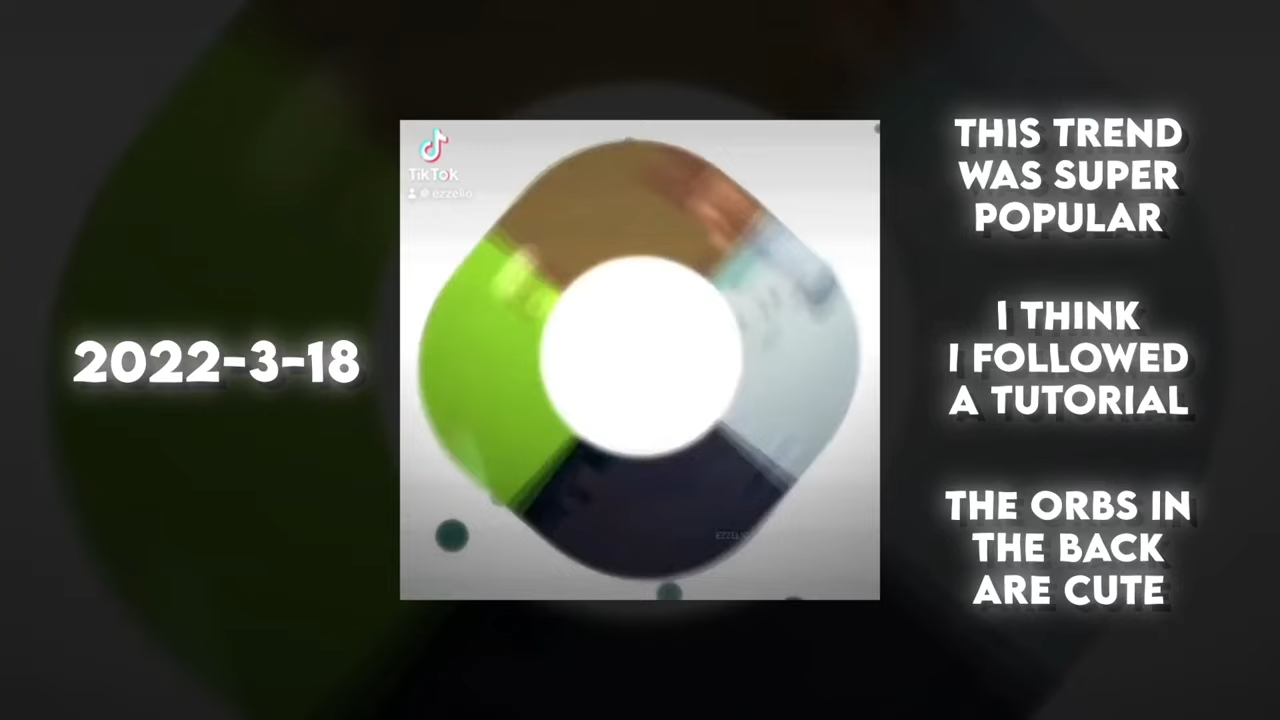 TikTok
@ ezzelio
2022-3-18
THIS TREND
WAS SUPER
POPULAR
I THINK
I FOLLOWED
A TUTORIAL
THE ORBS IN
THE BACK
ARE CUTE